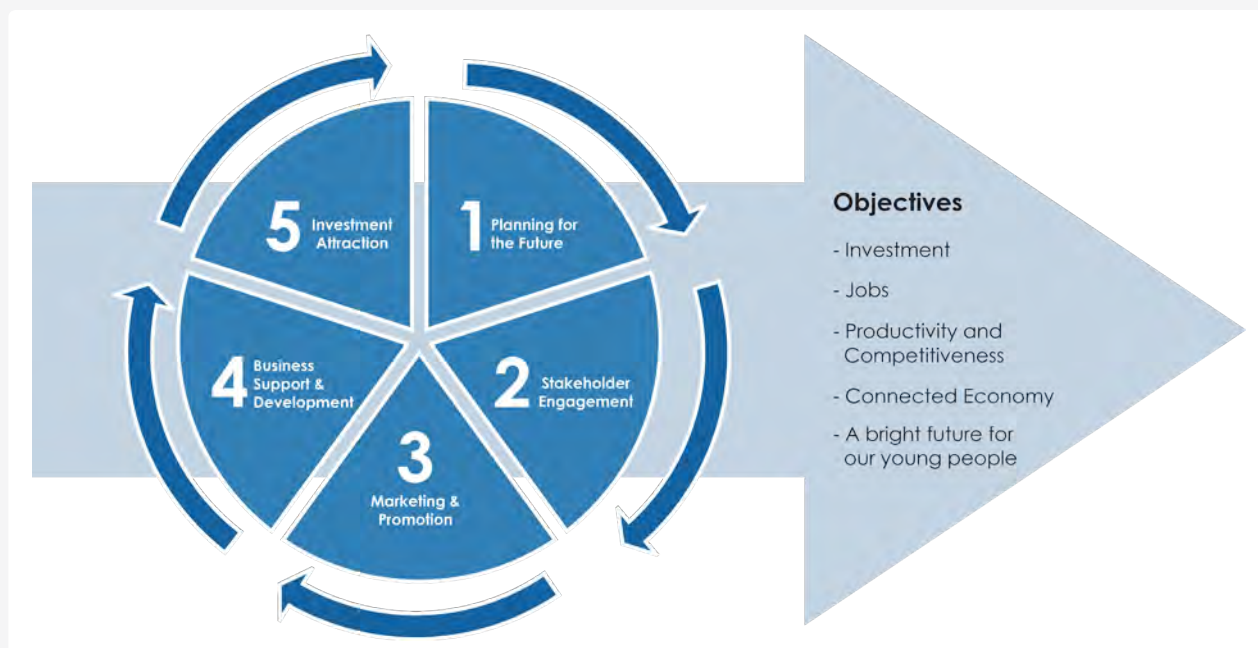 5
Investment
Attraction
1
Planning for
the Future
4
Business
Support &
Development
2
Stakeholder
Engagement
3
Marketing &
Promotion
Objectives
- Investment
- Jobs
- Productivity and
Competitiveness
- Connected Economy
- A bright future for
our young people